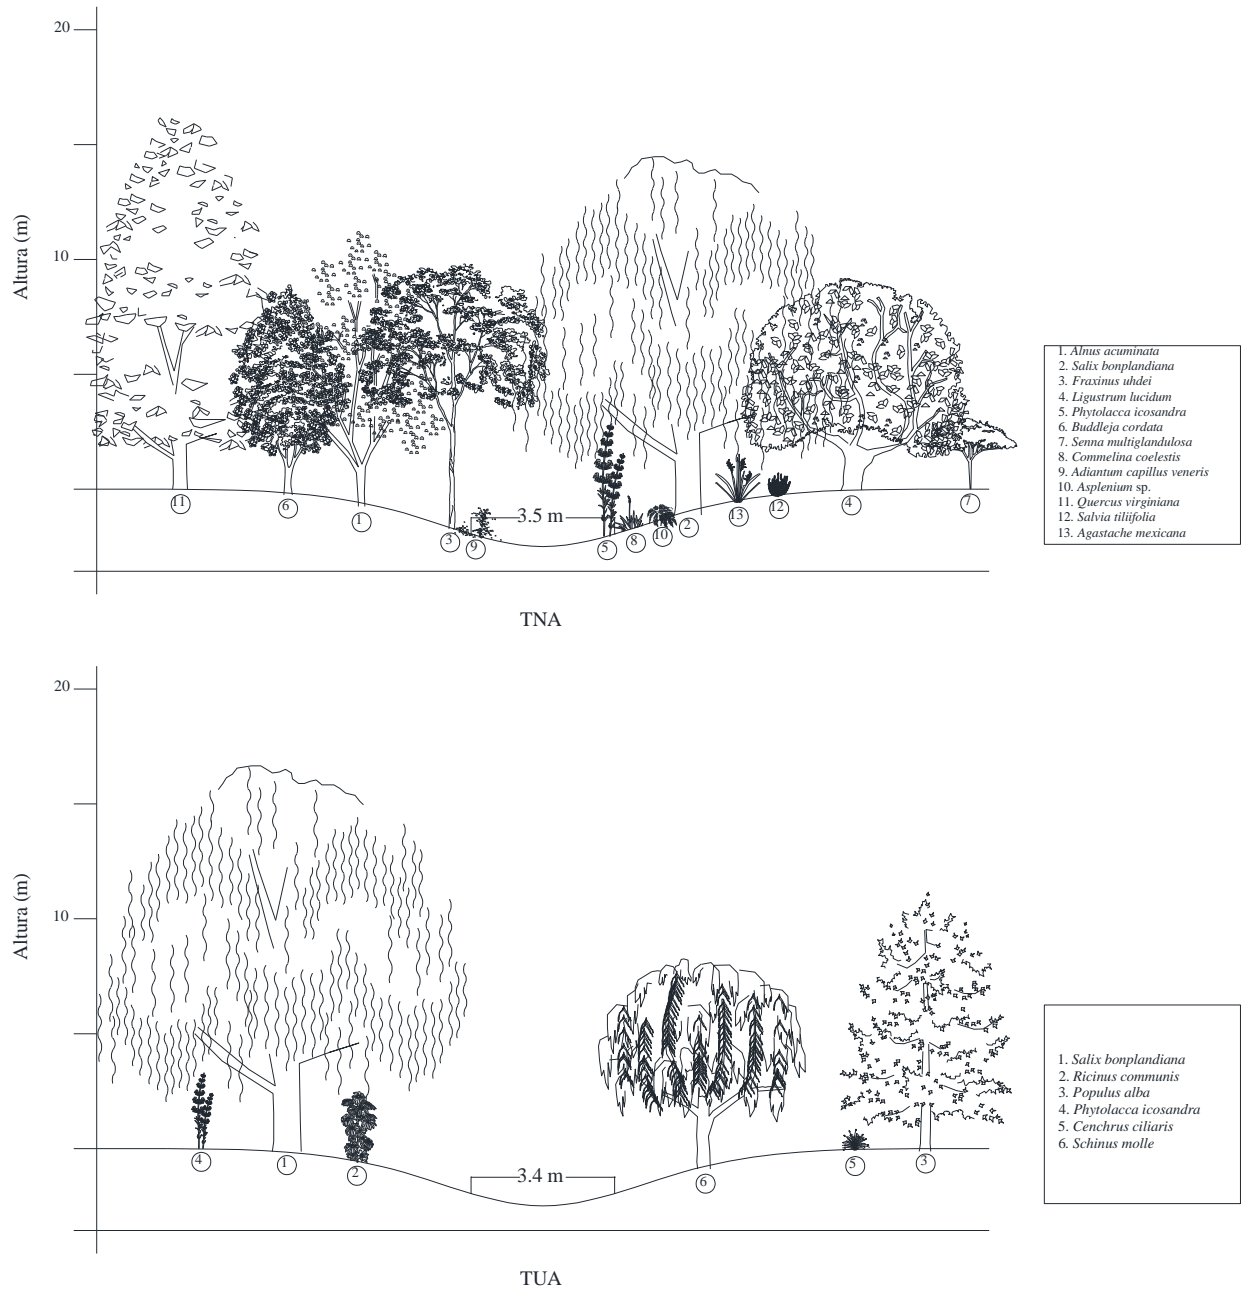 20
10
Altura (m)
11
6
1
3
9
3.5 m
5
8
10
2
13
12
4
7
1. Alnus acuminata
2. Salix bonplandiana
3. Fraxinus uhdei
4. Ligustrum lucidum
5. Phytolacca icosandra
6. Buddleja cordata
7. Senna multiglandulosa
8. Commelina coelestis
9. Adiantum capillus veneris
10. Asplenium sp.
11. Quercus virginiana
12. Salvia tiliifolia
13. Agastache mexicana
TNA
20
10
Altura (m)
4
1
2
3.4 m
6
5
3
1. Salix bonplandiana
2. Ricinus communis
3. Populus alba
4. Phytolacca icosandra
5. Cenchrus ciliaris
6. Schinus molle
TUA